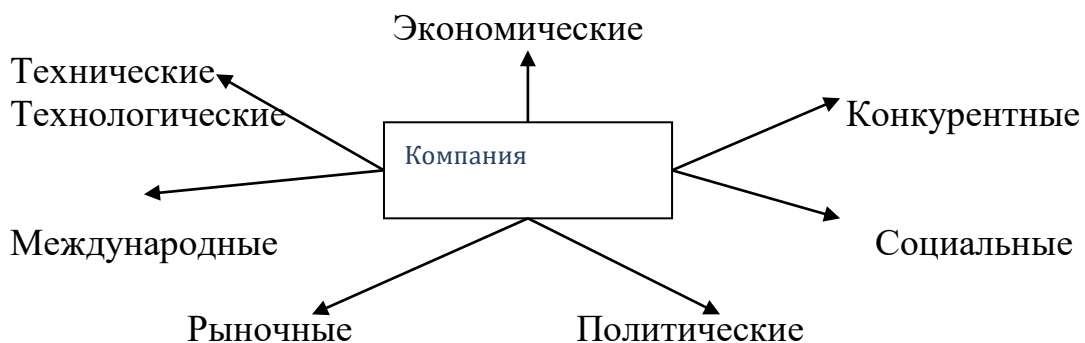 Экономические
Технические
Технологические
Конкурентные
Компания
Международные
Социальные
Рыночные
Политические